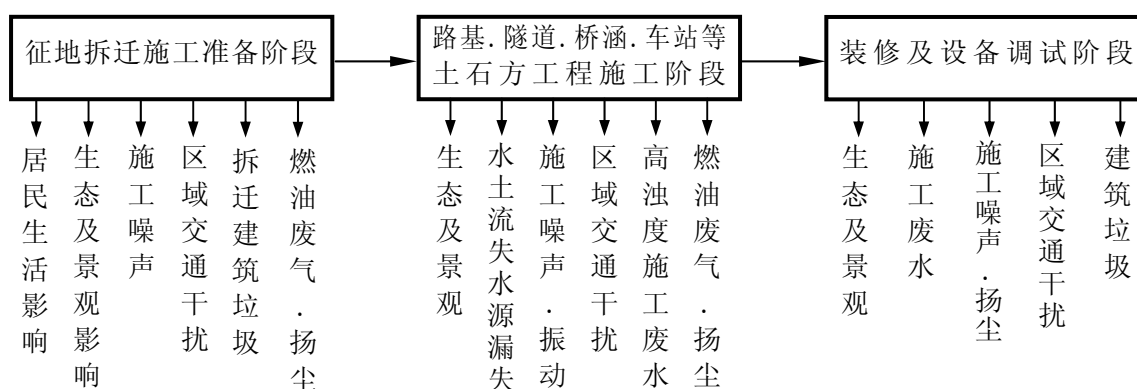 征地拆迁施工准备阶段
路基.隧道.桥涵.车站等
土石方工程施工阶段
装修及设备调试阶段
居民生活影响
生态及景观影响
施工噪声
区域交通干扰
拆迁建筑垃圾
燃油废气.扬尘
生态及景观
水土流失水源漏失
施工噪声.振动
区域交通干扰
高浊度施工废水
燃油废气.扬尘
生态及景观
施工废水
施工噪声.扬尘
区域交通干扰
建筑垃圾